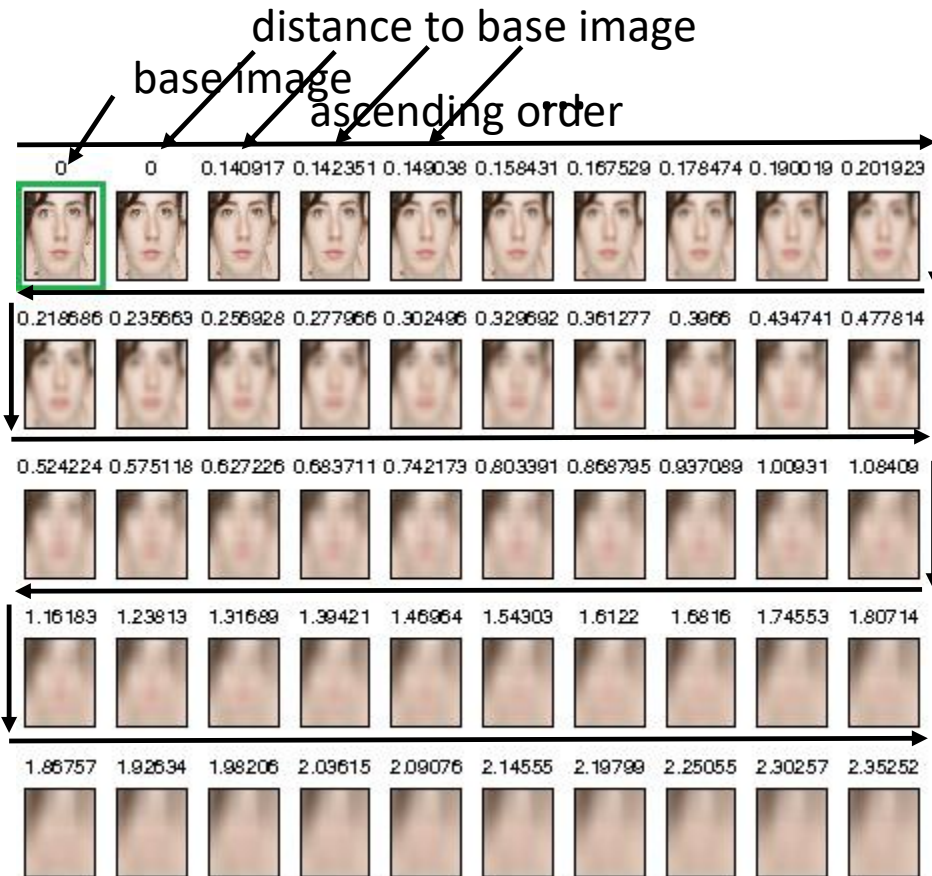 distance to base image
base image
...
ascending order
0 0 0.140917 0.142351 0.149038 0.158431 0.167529 0.178474 0.190019 0.201923
0.218686 0.235663 0.256928 0.277966 0.302496 0.329692 0.361277 0.3966 0.434741 0.477814
0.524224 0.575118 0.627226 0.683711 0.742173 0.803391 0.868795 0.937089 1.00931 1.08409
1.16183 1.23813 1.31689 1.39421 1.46964 1.54303 1.6122 1.6816 1.74553 1.80714
1.86757 1.92634 1.98206 2.03615 2.09076 2.14555 2.19799 2.25055 2.30257 2.35252